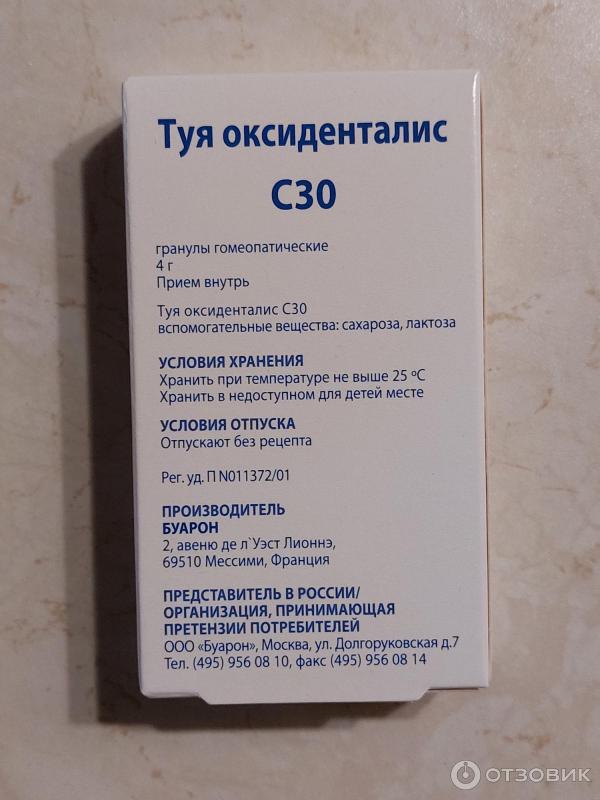 Туя оксиденталис
С30
гранулы гомеопатические
4 г
Прием внутрь
Туя оксиденталис С30
вспомогательные вещества: сахароза, лактоза
УСЛОВИЯ ХРАНЕНИЯ
Хранить при температуре не выше 25 ºС
Хранить в недоступном для детей месте
УСЛОВИЯ ОТПУСКА
Отпускают без рецепта
Рег. уд. П N011372/01
ПРОИЗВОДИТЕЛЬ
БУАРОН
2, авеню де л`Уэст Лионнэ,
69510 Мессими, Франция
ПРЕДСТАВИТЕЛЬ В РОССИИ/
ОРГАНИЗАЦИЯ, ПРИНИМАЮЩАЯ
ПРЕТЕНЗИИ ПОТРЕБИТЕЛЕЙ
ООО «Буарон», Москва, ул. Долгоруковская д.7
Тел. (495) 956 08 10, факс (495) 956 08 14
ОТЗОВИК